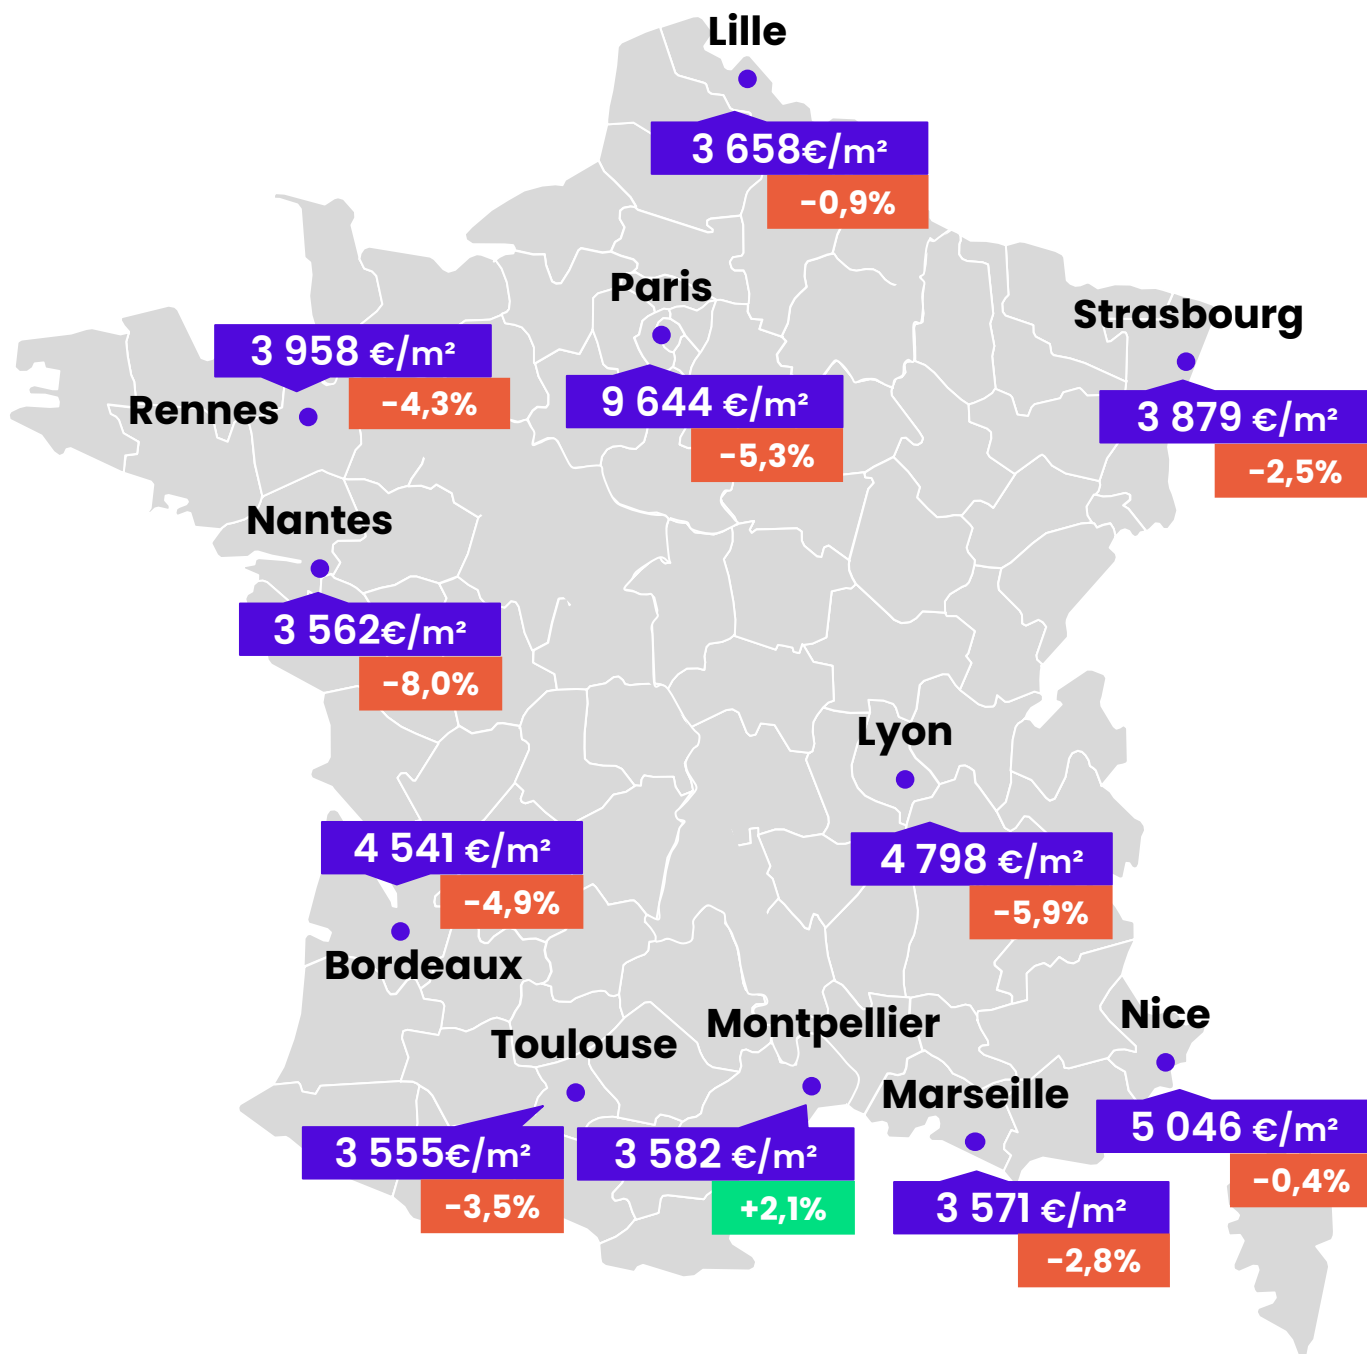 Lille
3 658€/m²
-0,9%
Paris
9 644 €/m²
-5,3%
Strasbourg
3 879 €/m²
-2,5%
3 958 €/m²
-4,3%
Rennes
Nantes
3 562€/m²
-8,0%
Lyon
4 798 €/m²
-5,9%
4 541 €/m²
-4,9%
Bordeaux
Toulouse
3 555€/m²
-3,5%
Montpellier
3 582 €/m²
+2,1%
Marseille
3 571 €/m²
-2,8%
Nice
5 046 €/m²
-0,4%